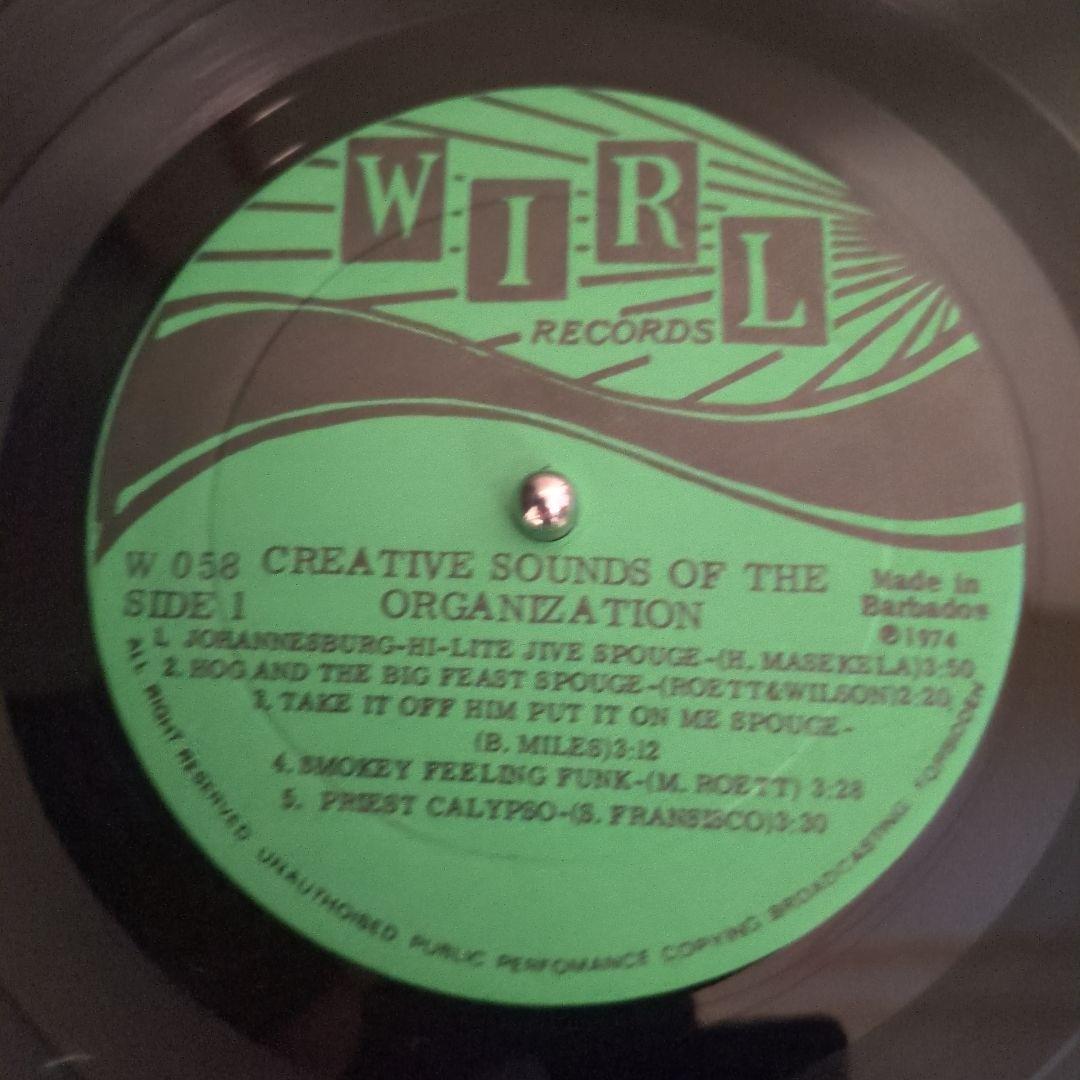 WIRL
RECORDS
W 058
SIDE 1
CREATIVE SOUNDS OF THE
ORGANIZATION
Made in
Barbados
℗1974
1. JOHANNESBURG-HI-LITE JIVE SPOUGE-(H. MASEKELA)3:50
2. HOG AND THE BIG FEAST SPOUGE-(ROETT&WILSON)2:20
3. TAKE IT OFF HIM PUT IT ON ME SPOUGE-
(B. MILES)3:12
4. SMOKEY FEELING FUNK-(M. ROETT) 3:28
5. PRIEST CALYPSO-(S. FRANSISCO)3:30
ALL RIGHT RESERVED UNAUTHORISED PUBLIC PERFOMANCE COPYING BROADCASTING FORBIDDEN